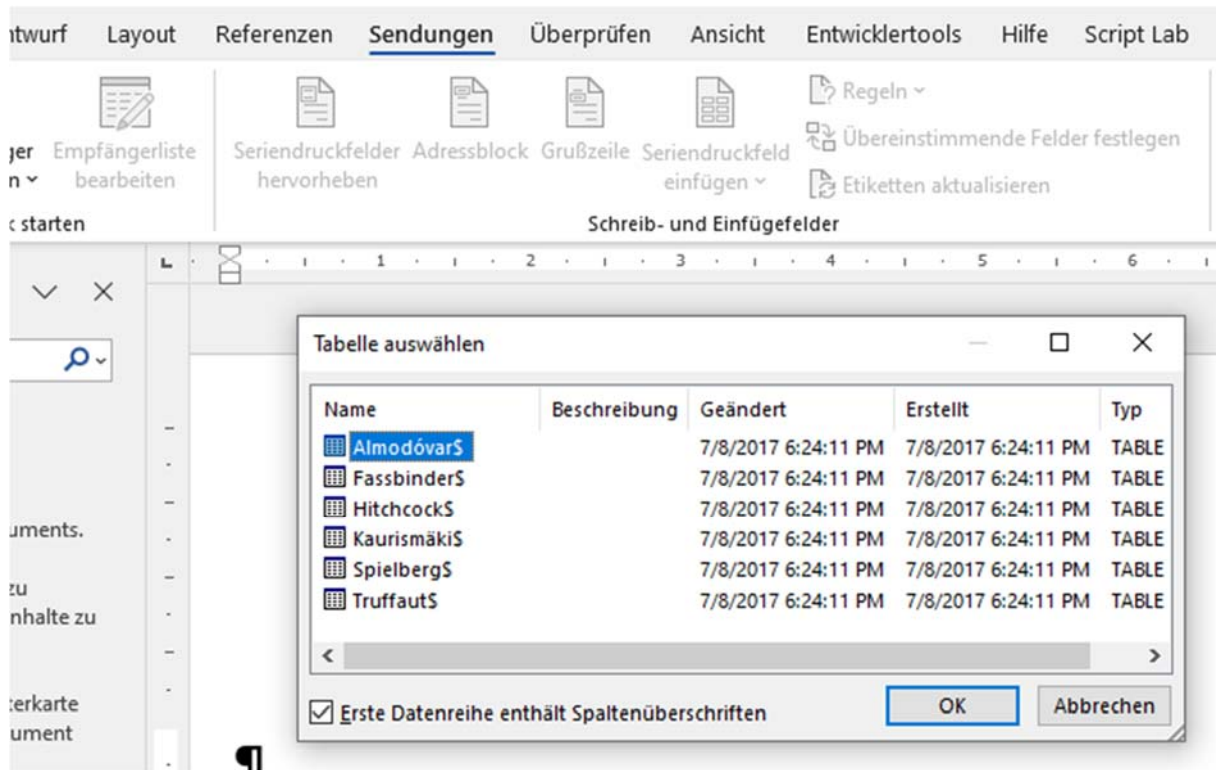 ntwurf Layout Referenzen Sendungen Überprüfen Ansicht Entwicklertools Hilfe Script Lab
ger Empfängerliste
n bearbeiten
Seriendruckfelder
hervorheben
Adressblock
Grußzeile
Seriendruckfeld
einfügen
Regeln
Übereinstimmende Felder festlegen
Etiketten aktualisieren
k starten
Schreib- und Einfügefelder
1 2 3 4 5 6
uments.
zu
nhalte zu
terkarte
ument
Tabelle auswählen
Name Beschreibung Geändert Erstellt Typ
Almodóvar$ 7/8/2017 6:24:11 PM 7/8/2017 6:24:11 PM TABLE
Fassbinder$ 7/8/2017 6:24:11 PM 7/8/2017 6:24:11 PM TABLE
Hitchcock$ 7/8/2017 6:24:11 PM 7/8/2017 6:24:11 PM TABLE
Kaurismäki$ 7/8/2017 6:24:11 PM 7/8/2017 6:24:11 PM TABLE
Spielberg$ 7/8/2017 6:24:11 PM 7/8/2017 6:24:11 PM TABLE
Truffaut$ 7/8/2017 6:24:11 PM 7/8/2017 6:24:11 PM TABLE
Erste Datenreihe enthält Spaltenüberschriften
OK Abbrechen
¶